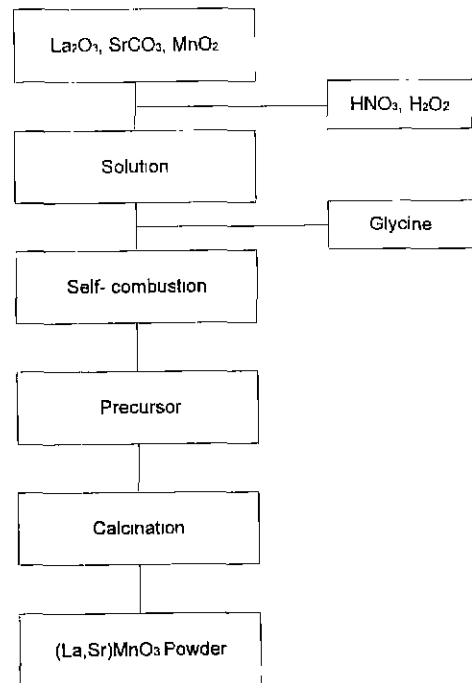 La₂O₃, SrCO₃, MnO₂
HNO₃, H₂O₂
Solution
Glycine
Self- combustion
Precursor
Calcination
(La,Sr)MnO₃ Powder